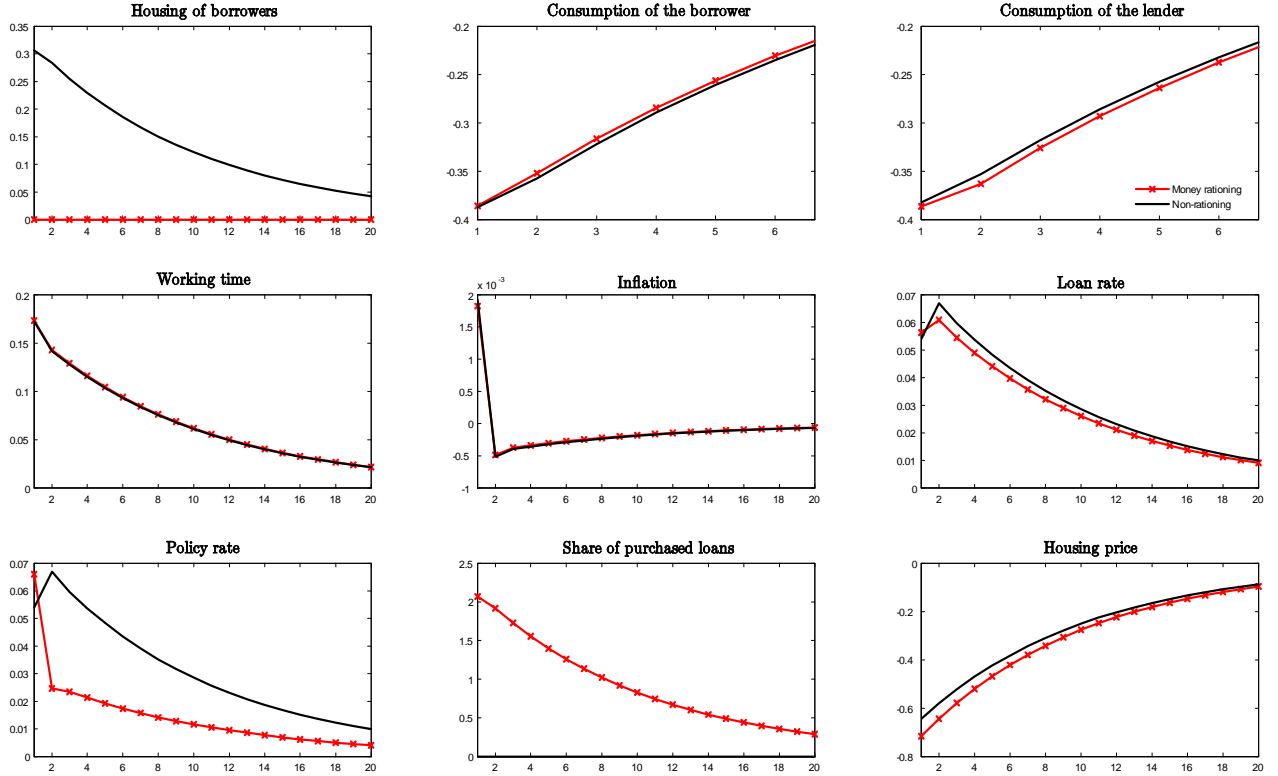 Housing of borrowers
0.35
0.3
0.25
0.2
0.15
0.1
0.05
0
2 4 6 8 10 12 14 16 18 20
Consumption of the borrower
-0.2
-0.25
-0.3
-0.35
-0.4
1 2 3 4 5 6
Consumption of the lender
-0.2
-0.25
-0.3
-0.35
-0.4
1 2 3 4 5 6
Money rationing
Non-rationing
Working time
0.2
0.15
0.1
0.05
0
2 4 6 8 10 12 14 16 18 20
Inflation
x 10 -3
2
1
0
-0.5
-1
2 4 6 8 10 12 14 16 18 20
Loan rate
0.07
0.06
0.05
0.04
0.03
0.02
0.01
0
2 4 6 8 10 12 14 16 18 20
Policy rate
0.07
0.06
0.05
0.04
0.03
0.02
0.01
0
2 4 6 8 10 12 14 16 18 20
Share of purchased loans
2.5
2
1.5
1
0.5
0
2 4 6 8 10 12 14 16 18 20
Housing price
0
-0.2
-0.4
-0.6
-0.8
2 4 6 8 10 12 14 16 18 20